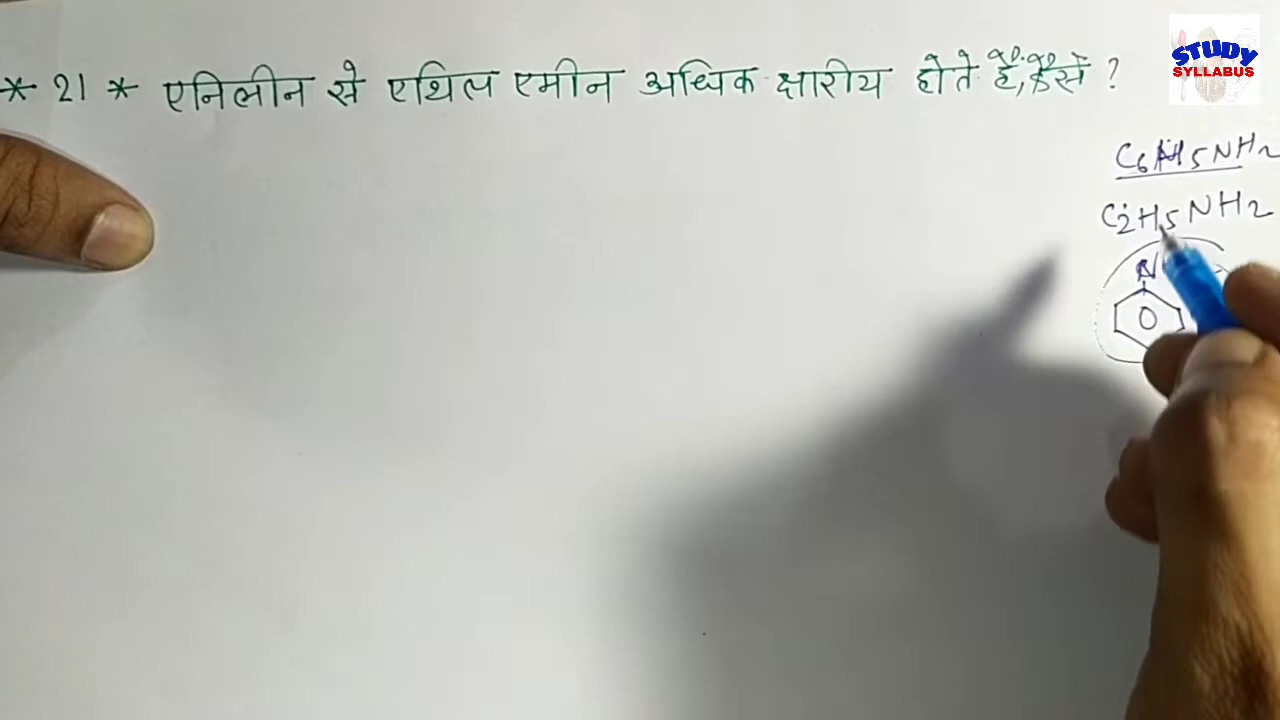 * 21 * एनिलीन से एथिल एमीन अधिक क्षारीय होते हैं, कैसे ?
STUDY
SYLLABUS
C6H5NH2
C2H5NH2
N